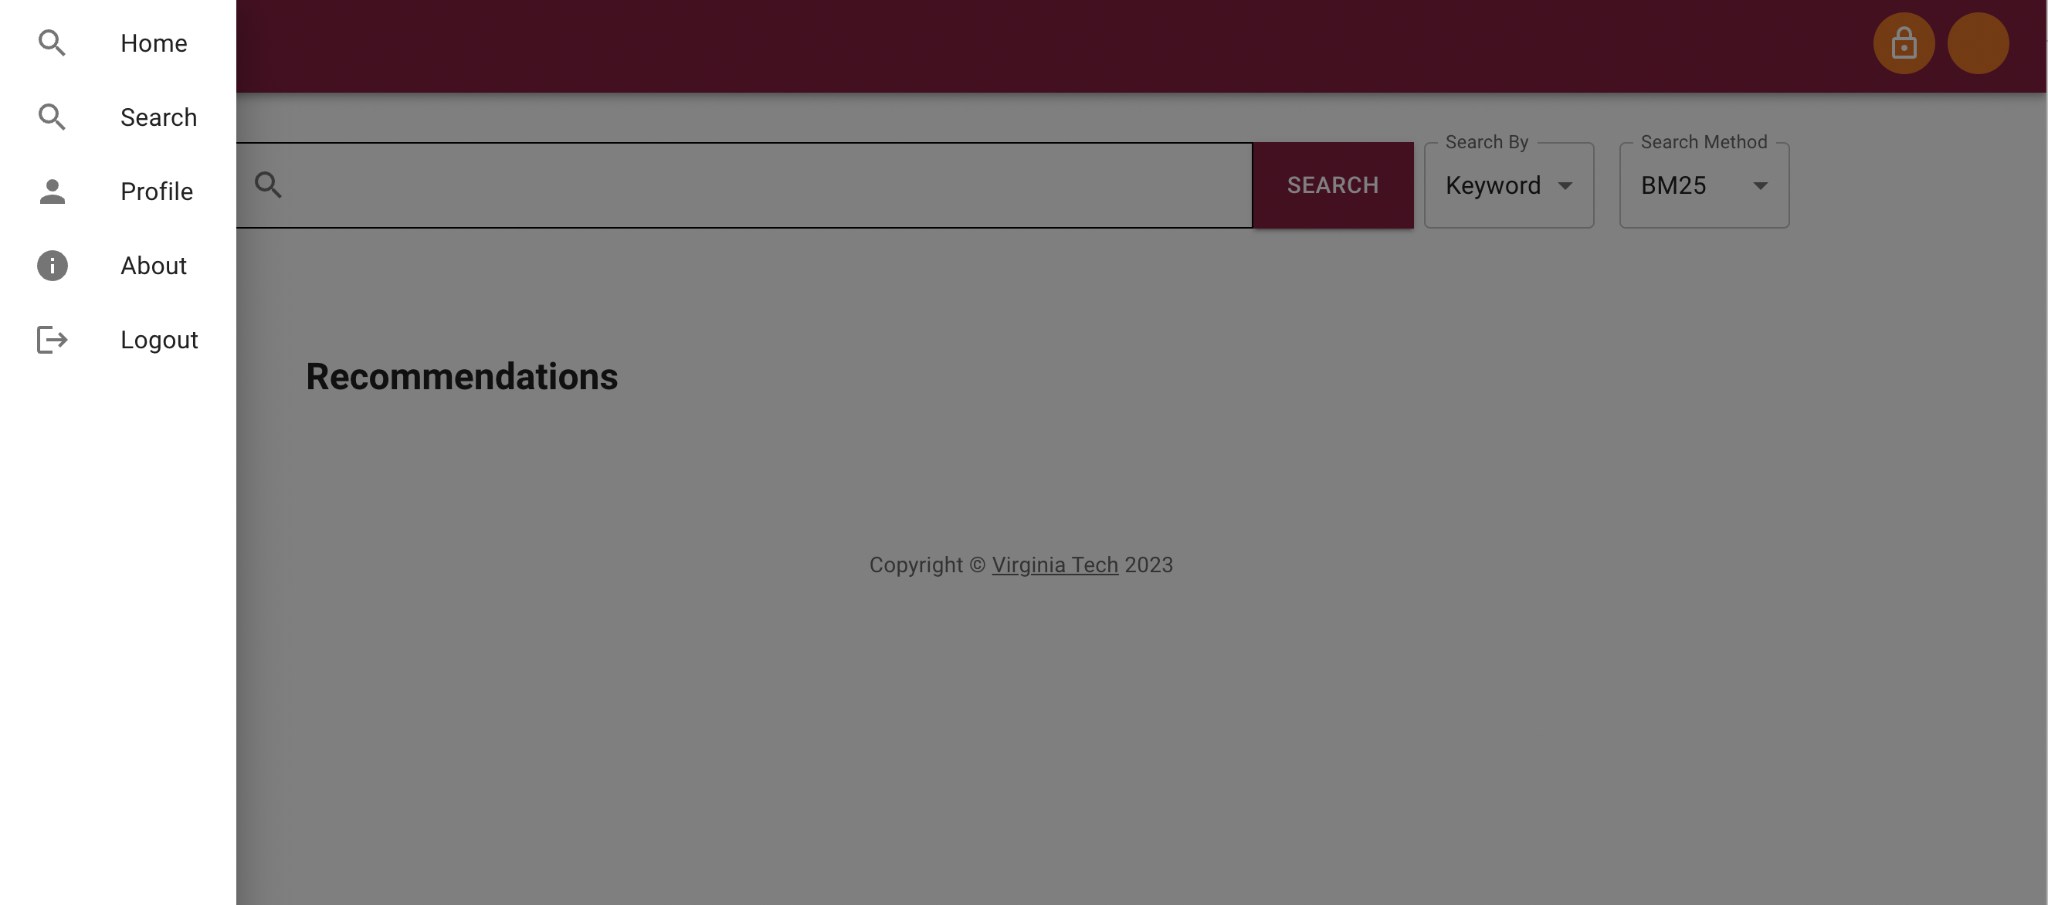 Home
Search
Profile
About
Logout
SEARCH
Search By
Keyword
Search Method
BM25
Recommendations
Copyright © Virginia Tech 2023